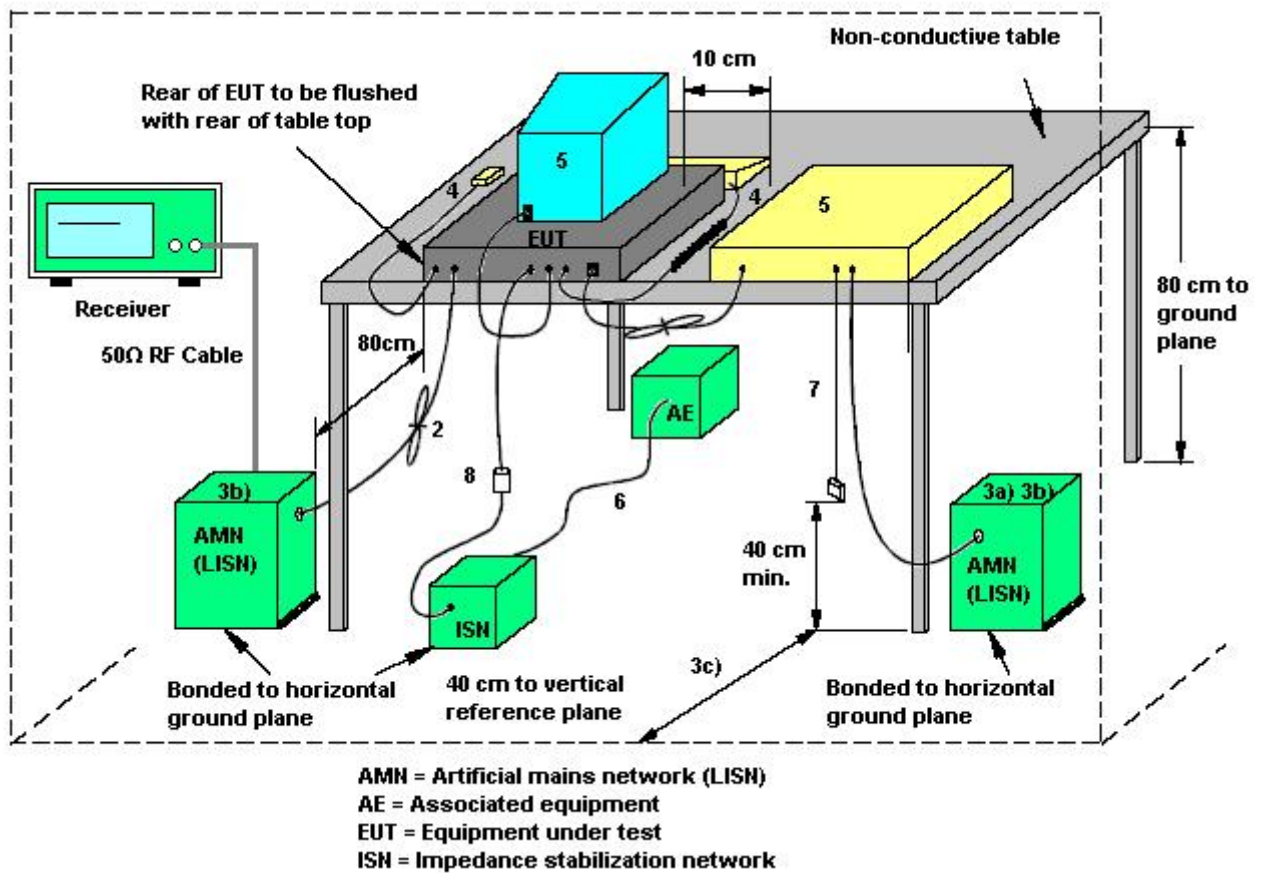 Non-conductive table
10 cm
Rear of EUT to be flushed
with rear of table top
5
4
4
5
EUT
Receiver
80 cm to
ground
plane
50Ω RF Cable
80cm
7
AE
2
8
3b)
3a) 3b)
6
AMN
(LISN)
40 cm
min.
AMN
(LISN)
ISN
3c)
Bonded to horizontal
ground plane
40 cm to vertical
reference plane
Bonded to horizontal
ground plane
AMN = Artificial mains network (LISN)
AE = Associated equipment
EUT = Equipment under test
ISN = Impedance stabilization network